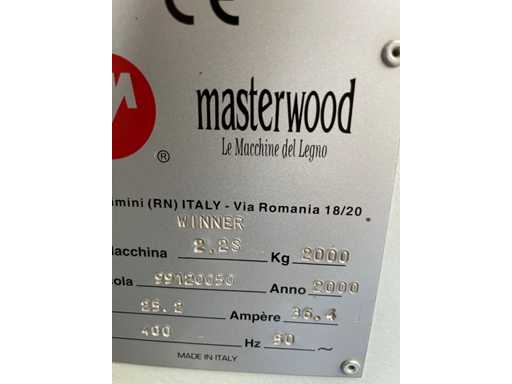 CE
M
masterwood
Le Macchine del Legno
®
imini (RN) ITALY - Via Romania 18/20
WINNER
acchina 2.2S Kg 2000
ola 99120050 Anno 2000
25.2 Ampère 36.4
400 Hz 50 ~
MADE IN ITALY